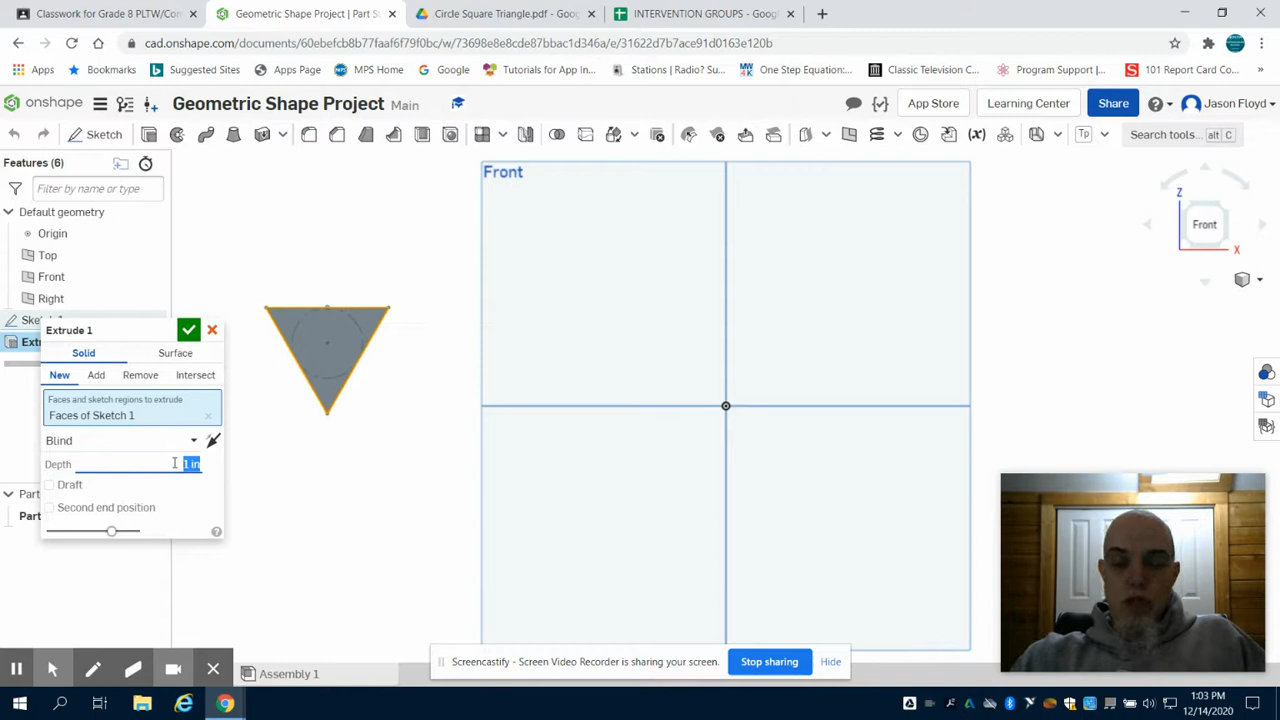 Classwork for Grade 8 PLTW/Con
Geometric Shape Project | Part S
Circle Square Triangle.pdf - Goog
INTERVENTION GROUPS - Googl
cad.onshape.com/documents/60ebefcb8b77faaf6f79f0bc/w/73698e8e8cde87bbac1d346a/e/31622d7b7ace91d0163e120b
Apps
Bookmarks
Suggested Sites
Apps Page
MPS Home
Google
Tutorials for App In...
Stations | Radio? Su...
One Step Equation:...
Classic Television C...
Program Support |...
101 Report Card Co...
»
onshape
Geometric Shape Project
Main
App Store
Learning Center
Share
Jason Floyd
Sketch
Search tools...
alt
C
Features (6)
Filter by name or type
Default geometry
Origin
Top
Front
Right
Extrude 1
Solid
Surface
New
Add
Remove
Intersect
Faces and sketch regions to extrude
Faces of Sketch 1
Blind
Depth
1 in
Draft
Second end position
Part
Part
Front
Z
Front
X
Assembly 1
Screencastify - Screen Video Recorder is sharing your screen.
Stop sharing
Hide
1:03 PM
12/14/2020